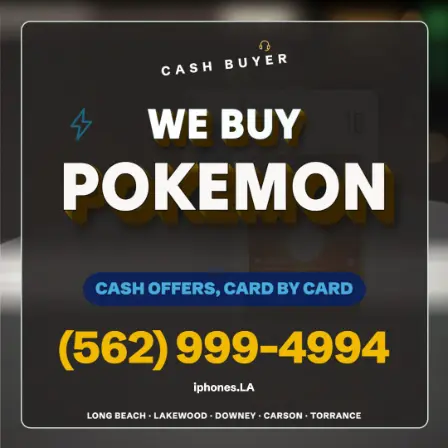 CASH BUYER
WE BUY
POKEMON
CASH OFFERS, CARD BY CARD
(562) 999-4994
iphones.LA
LONG BEACH · LAKEWOOD · DOWNEY · CARSON · TORRANCE